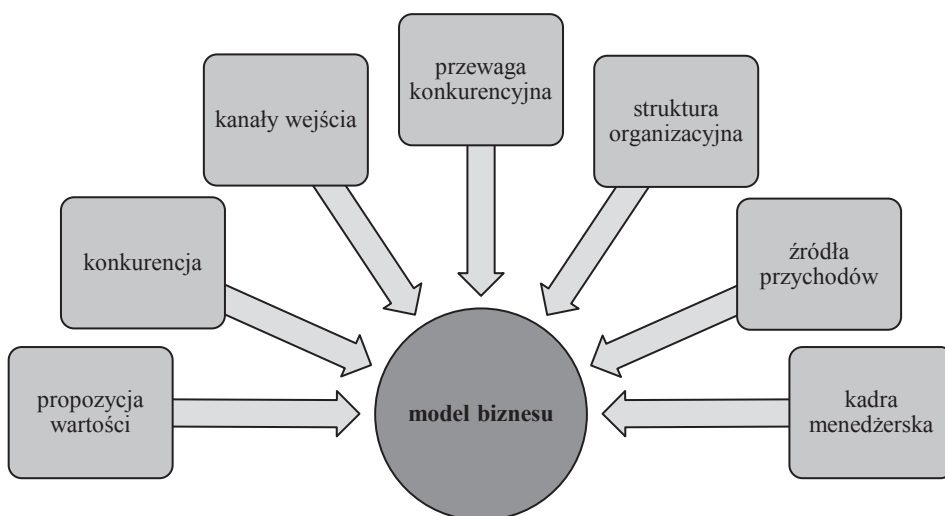 przewaga
konkurencyjna
kanały wejścia
struktura
organizacyjna
konkurencja
źródła
przychodów
propozycja
wartości
model biznesu
kadra
menedżerska